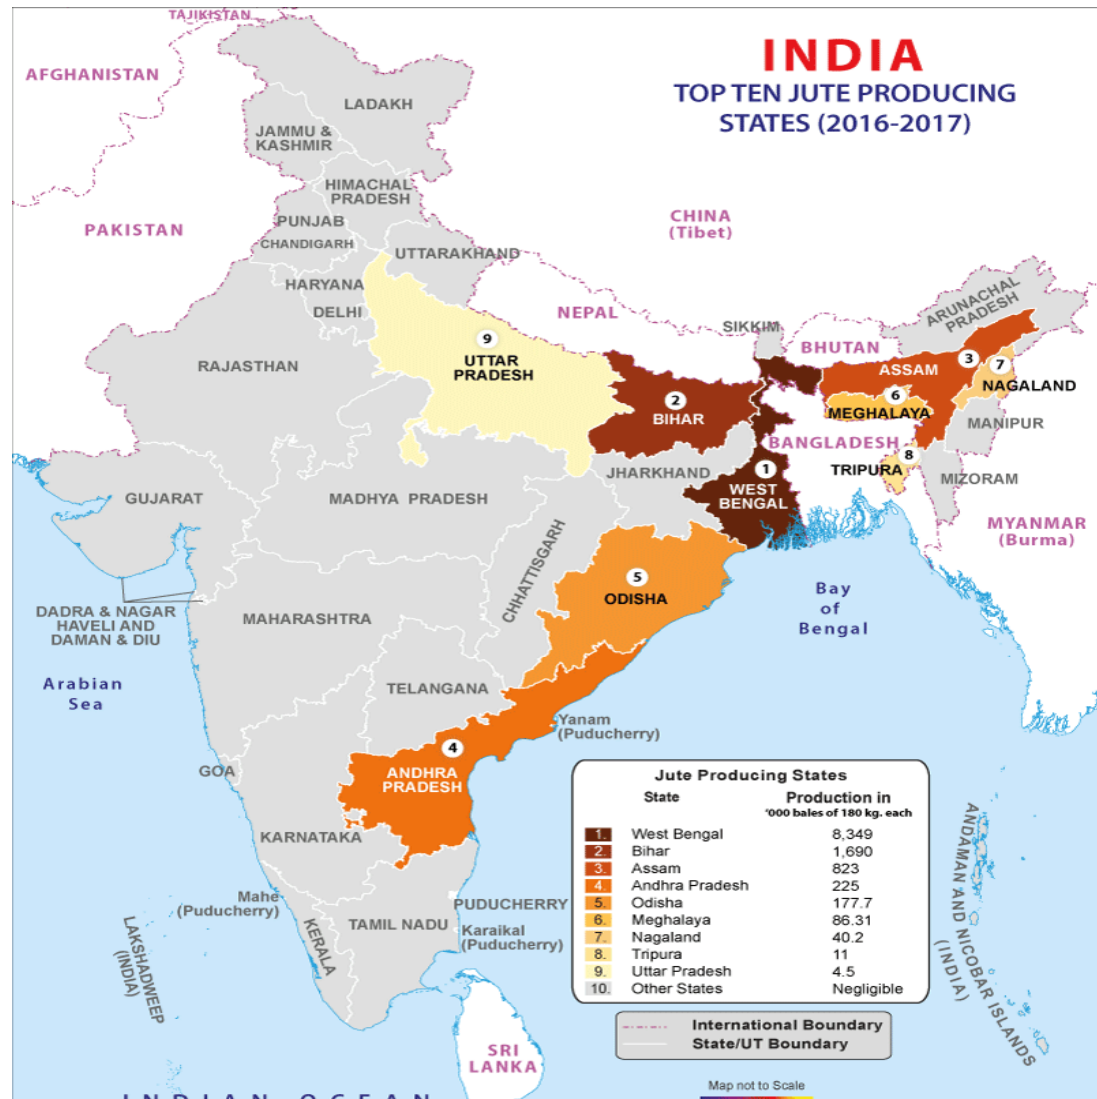 INDIA
TOP TEN JUTE PRODUCING
STATES (2016-2017)
TAJIKISTAN
AFGHANISTAN
LADAKH
JAMMU &
KASHMIR
HIMACHAL
PRADESH
PAKISTAN
PUNJAB
CHANDIGARH
UTTARAKHAND
CHINA
(Tibet)
HARYANA
DELHI
NEPAL
SIKKIM
ARUNACHAL
PRADESH
RAJASTHAN
9
UTTAR
PRADESH
BHUTAN
3
ASSAM
7
NAGALAND
2
BIHAR
6
MEGHALAYA
MANIPUR
BANGLADESH
8
TRIPURA
MIZORAM
JHARKHAND
1
WEST
BENGAL
GUJARAT
MADHYA PRADESH
MYANMAR
(Burma)
CHHATTISGARH
5
ODISHA
DADRA & NAGAR
HAVELI AND
DAMAN & DIU
MAHARASHTRA
Bay
of
Bengal
Arabian
Sea
TELANGANA
Yanam
(Puducherry)
4
ANDHRA
PRADESH
GOA
KARNATAKA
Mahe
(Puducherry)
PUDUCHERRY
TAMIL NADU
Karaikal
(Puducherry)
KERALA
LAKSHADWEEP
(INDIA)
ANDAMAN AND NICOBAR ISLANDS
(INDIA)
SRI
LANKA
INDIAN OCEAN
Jute Producing States
State Production in
'000 bales of 180 kg. each
1. West Bengal 8,349
2. Bihar 1,690
3. Assam 823
4. Andhra Pradesh 225
5. Odisha 177.7
6. Meghalaya 86.31
7. Nagaland 40.2
8. Tripura 11
9. Uttar Pradesh 4.5
10. Other States Negligible
International Boundary
State/UT Boundary
Map not to Scale